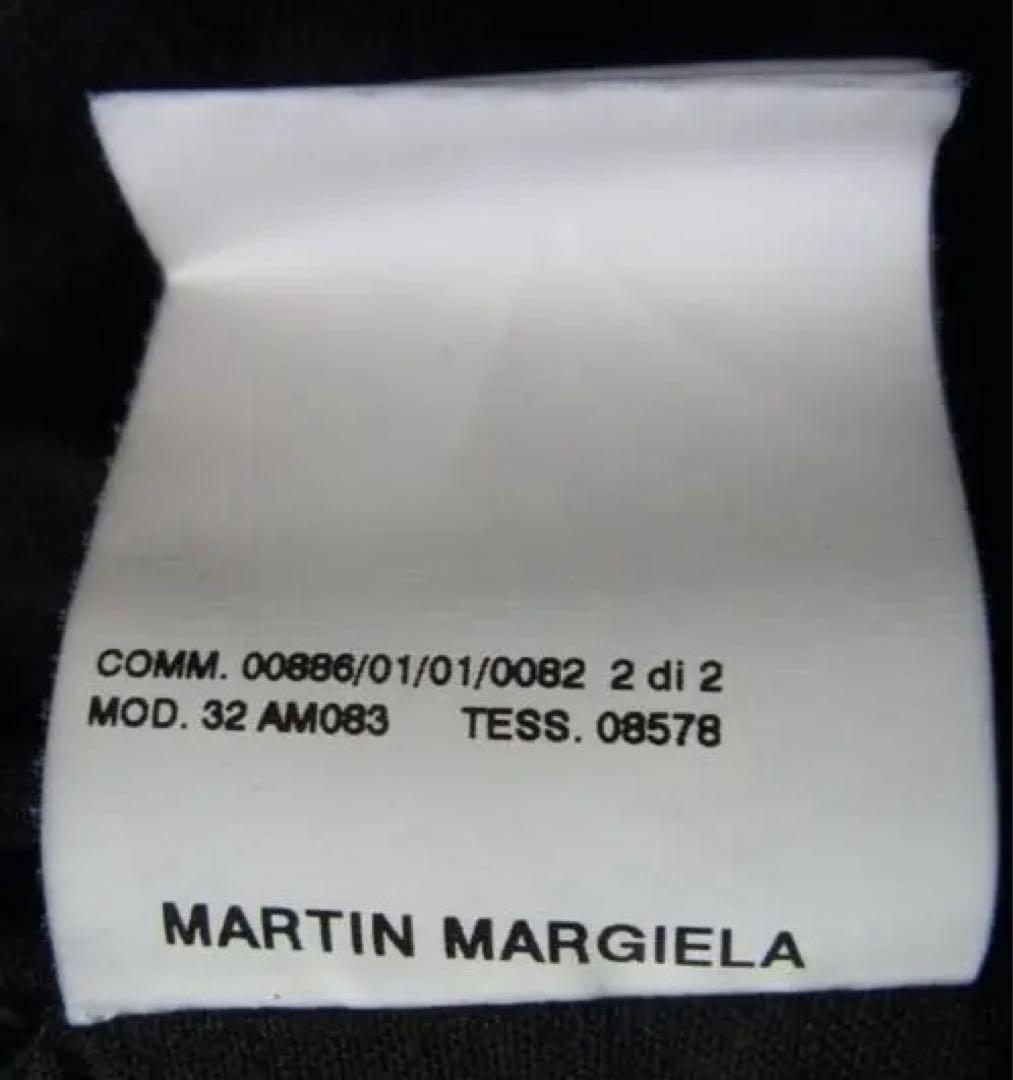 COMM. 00886/01/01/0082 2 di 2
MOD. 32 AM083 TESS. 08578
MARTIN MARGIELA